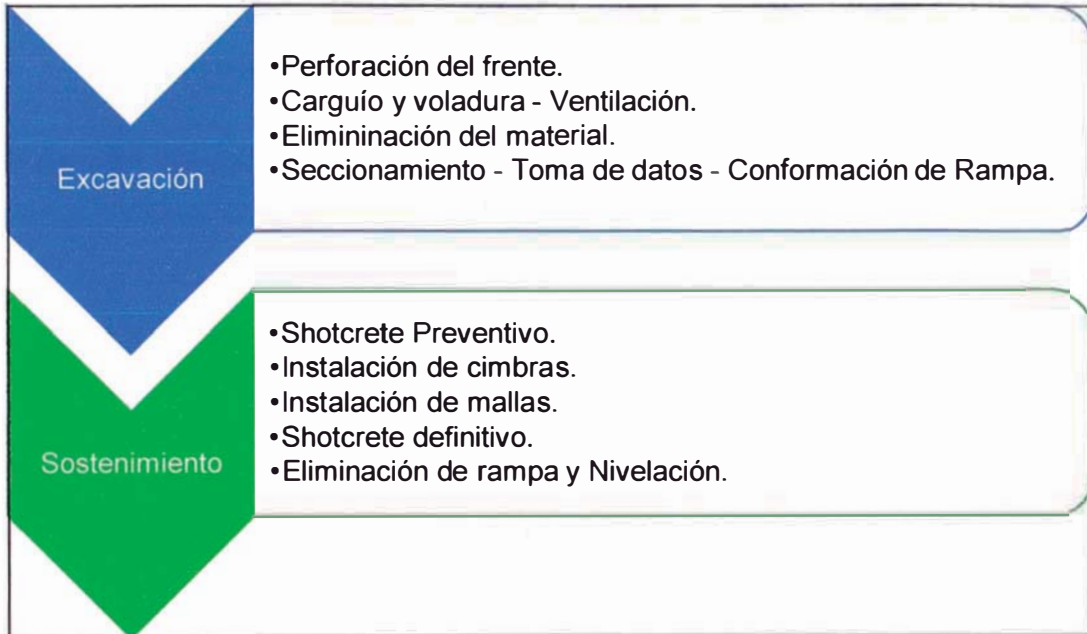 Excavación
•Perforación del frente.
•Carguío y voladura - Ventilación.
•Elimininación del material.
•Seccionamiento - Toma de datos - Conformación de Rampa.
Sostenimiento
•Shotcrete Preventivo.
•Instalación de cimbras.
•Instalación de mallas.
•Shotcrete definitivo.
•Eliminación de rampa y Nivelación.